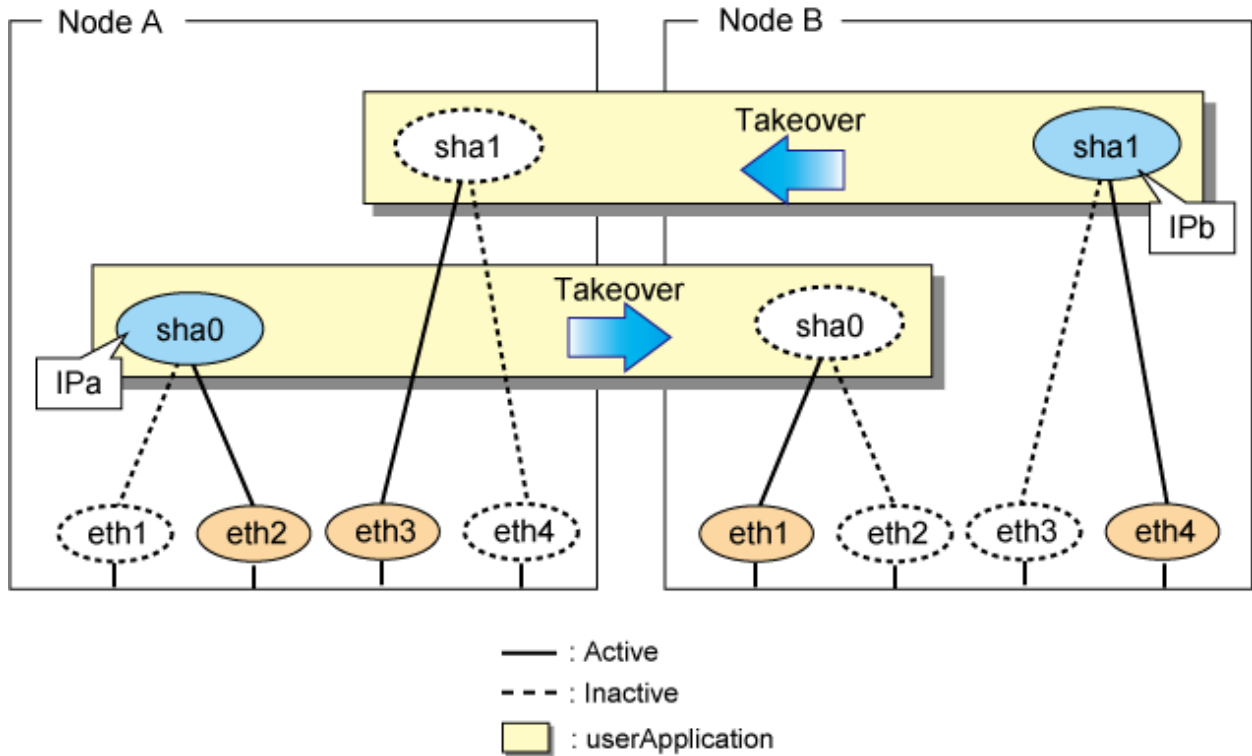 Node A
Node B
Takeover
sha1
sha1
IPb
Takeover
sha0
sha0
IPa
eth1
eth2
eth3
eth4
eth1
eth2
eth3
eth4
: Active
: Inactive
: userApplication